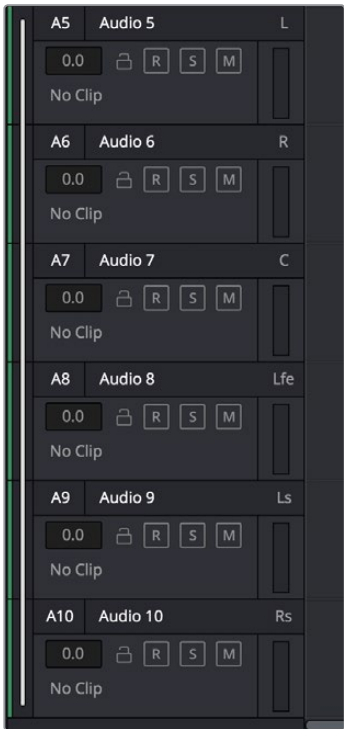 A5 Audio 5 L
0.0 R S M
No Clip
A6 Audio 6 R
0.0 R S M
No Clip
A7 Audio 7 C
0.0 R S M
No Clip
A8 Audio 8 Lfe
0.0 R S M
No Clip
A9 Audio 9 Ls
0.0 R S M
No Clip
A10 Audio 10 Rs
0.0 R S M
No Clip